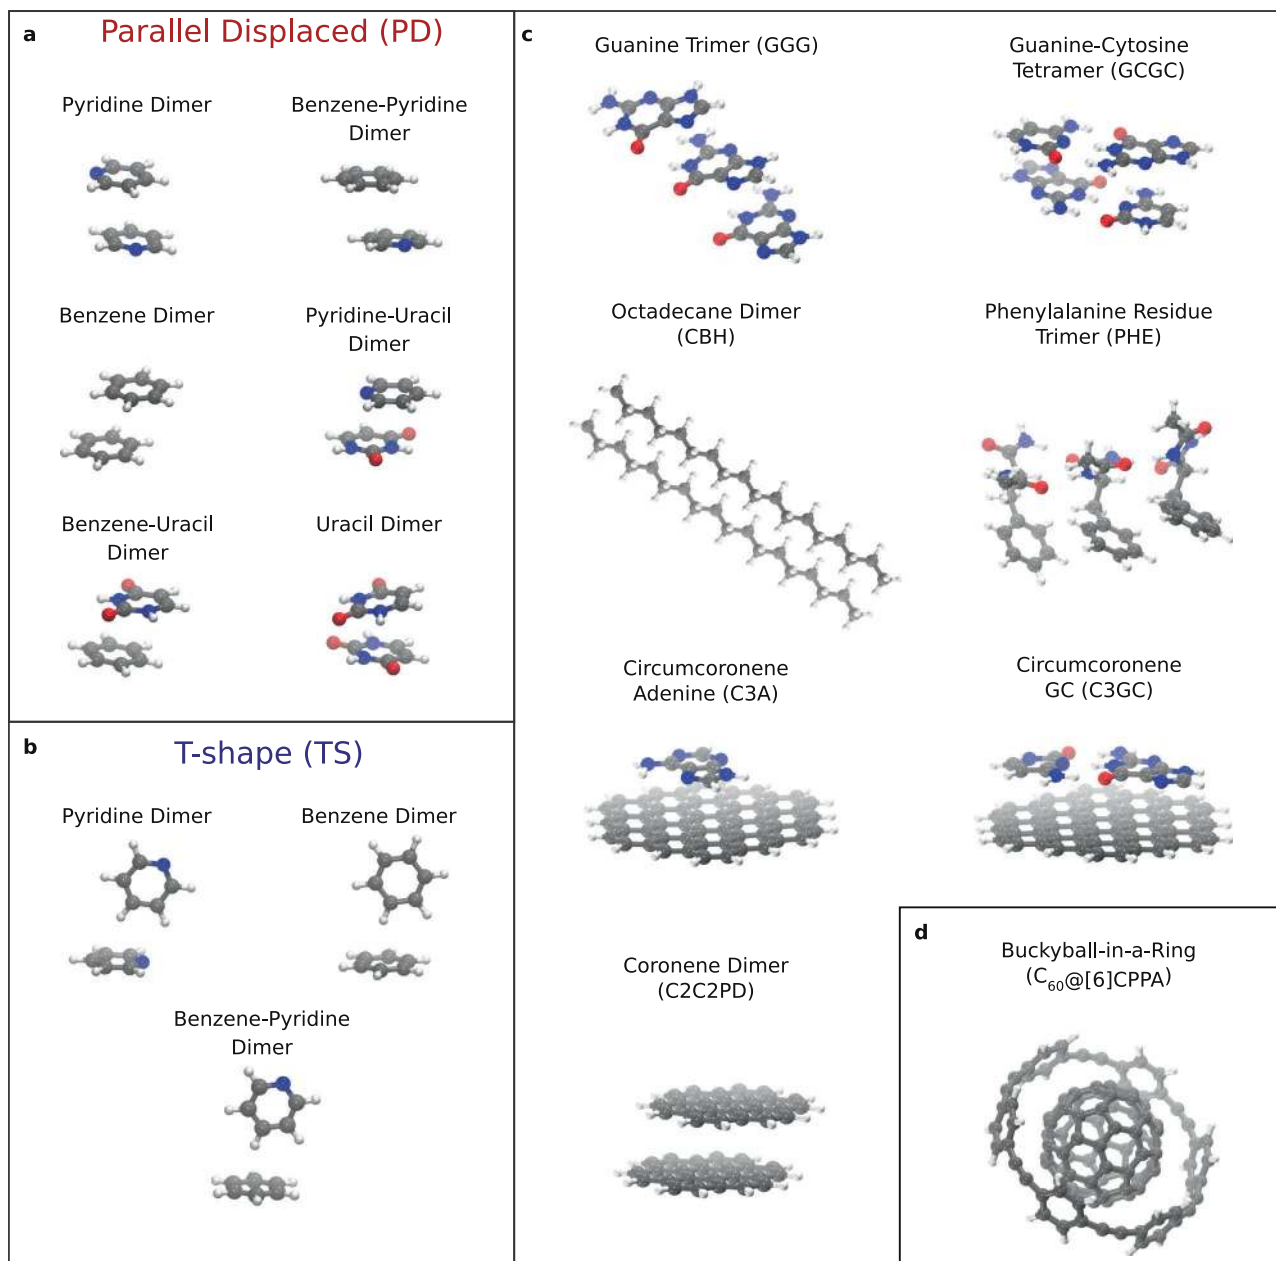 a
Parallel Displaced (PD)
Pyridine Dimer
Benzene-Pyridine
Dimer
Benzene Dimer
Pyridine-Uracil
Dimer
Benzene-Uracil
Dimer
Uracil Dimer
b
T-shape (TS)
Pyridine Dimer
Benzene Dimer
Benzene-Pyridine
Dimer
c
Guanine Trimer (GGG)
Guanine-Cytosine
Tetramer (GCGC)
Octadecane Dimer
(CBH)
Phenylalanine Residue
Trimer (PHE)
Circumcoronene
Adenine (C3A)
Circumcoronene
GC (C3GC)
Coronene Dimer
(C2C2PD)
d
Buckyball-in-a-Ring
(C₆₀@[6]CPPA)